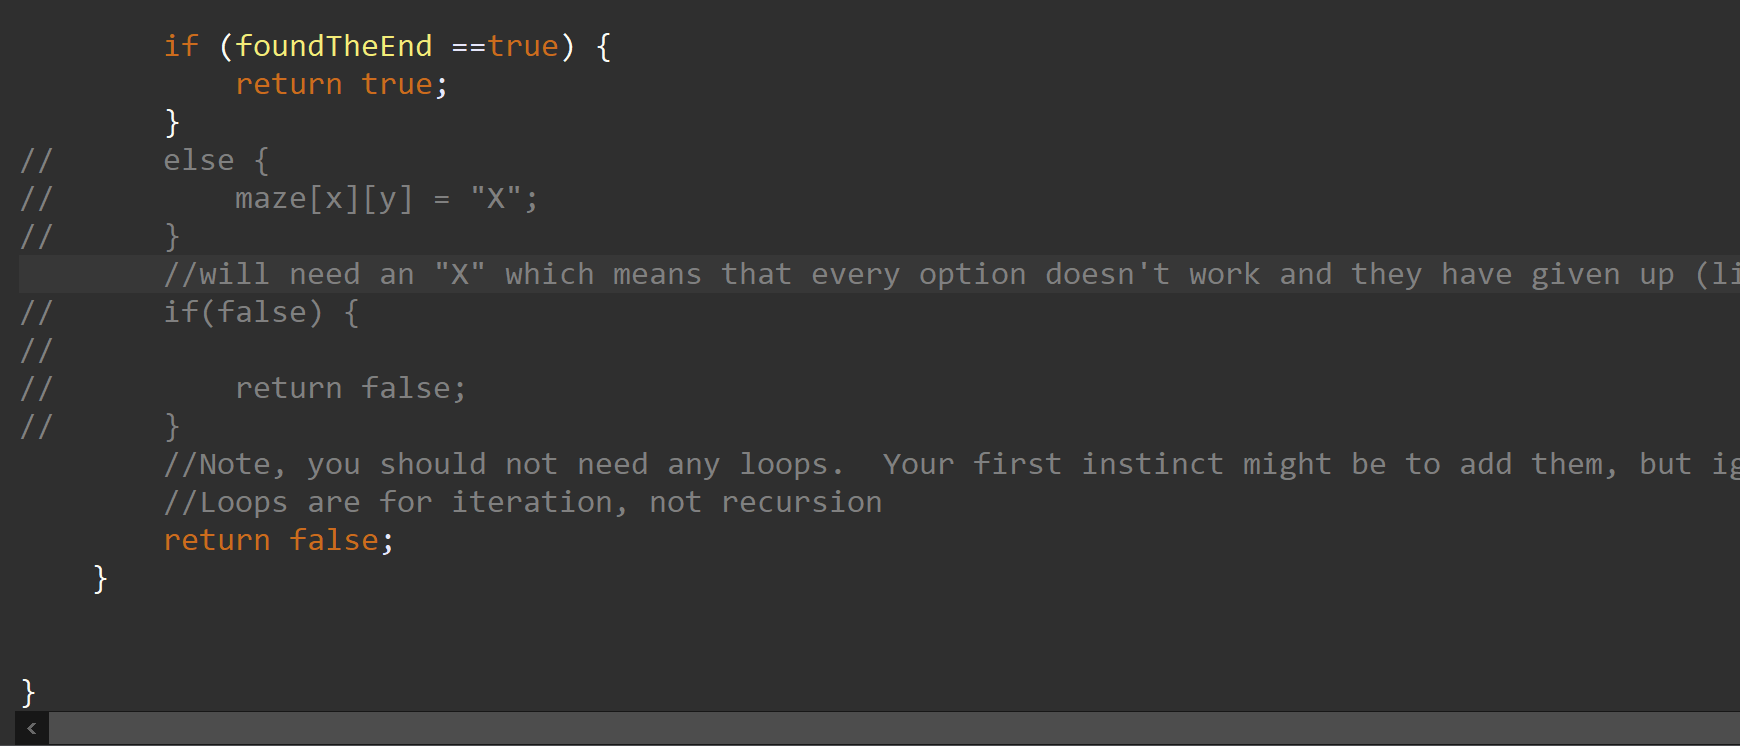 if (foundTheEnd ==true) {
return true;
}
// else {
// maze[x][y] = "X";
// }
//will need an "X" which means that every option doesn't work and they have given up (li
// if(false) {
//
// return false;
// }
//Note, you should not need any loops.  Your first instinct might be to add them, but ig
//Loops are for iteration, not recursion
return false;
}
}